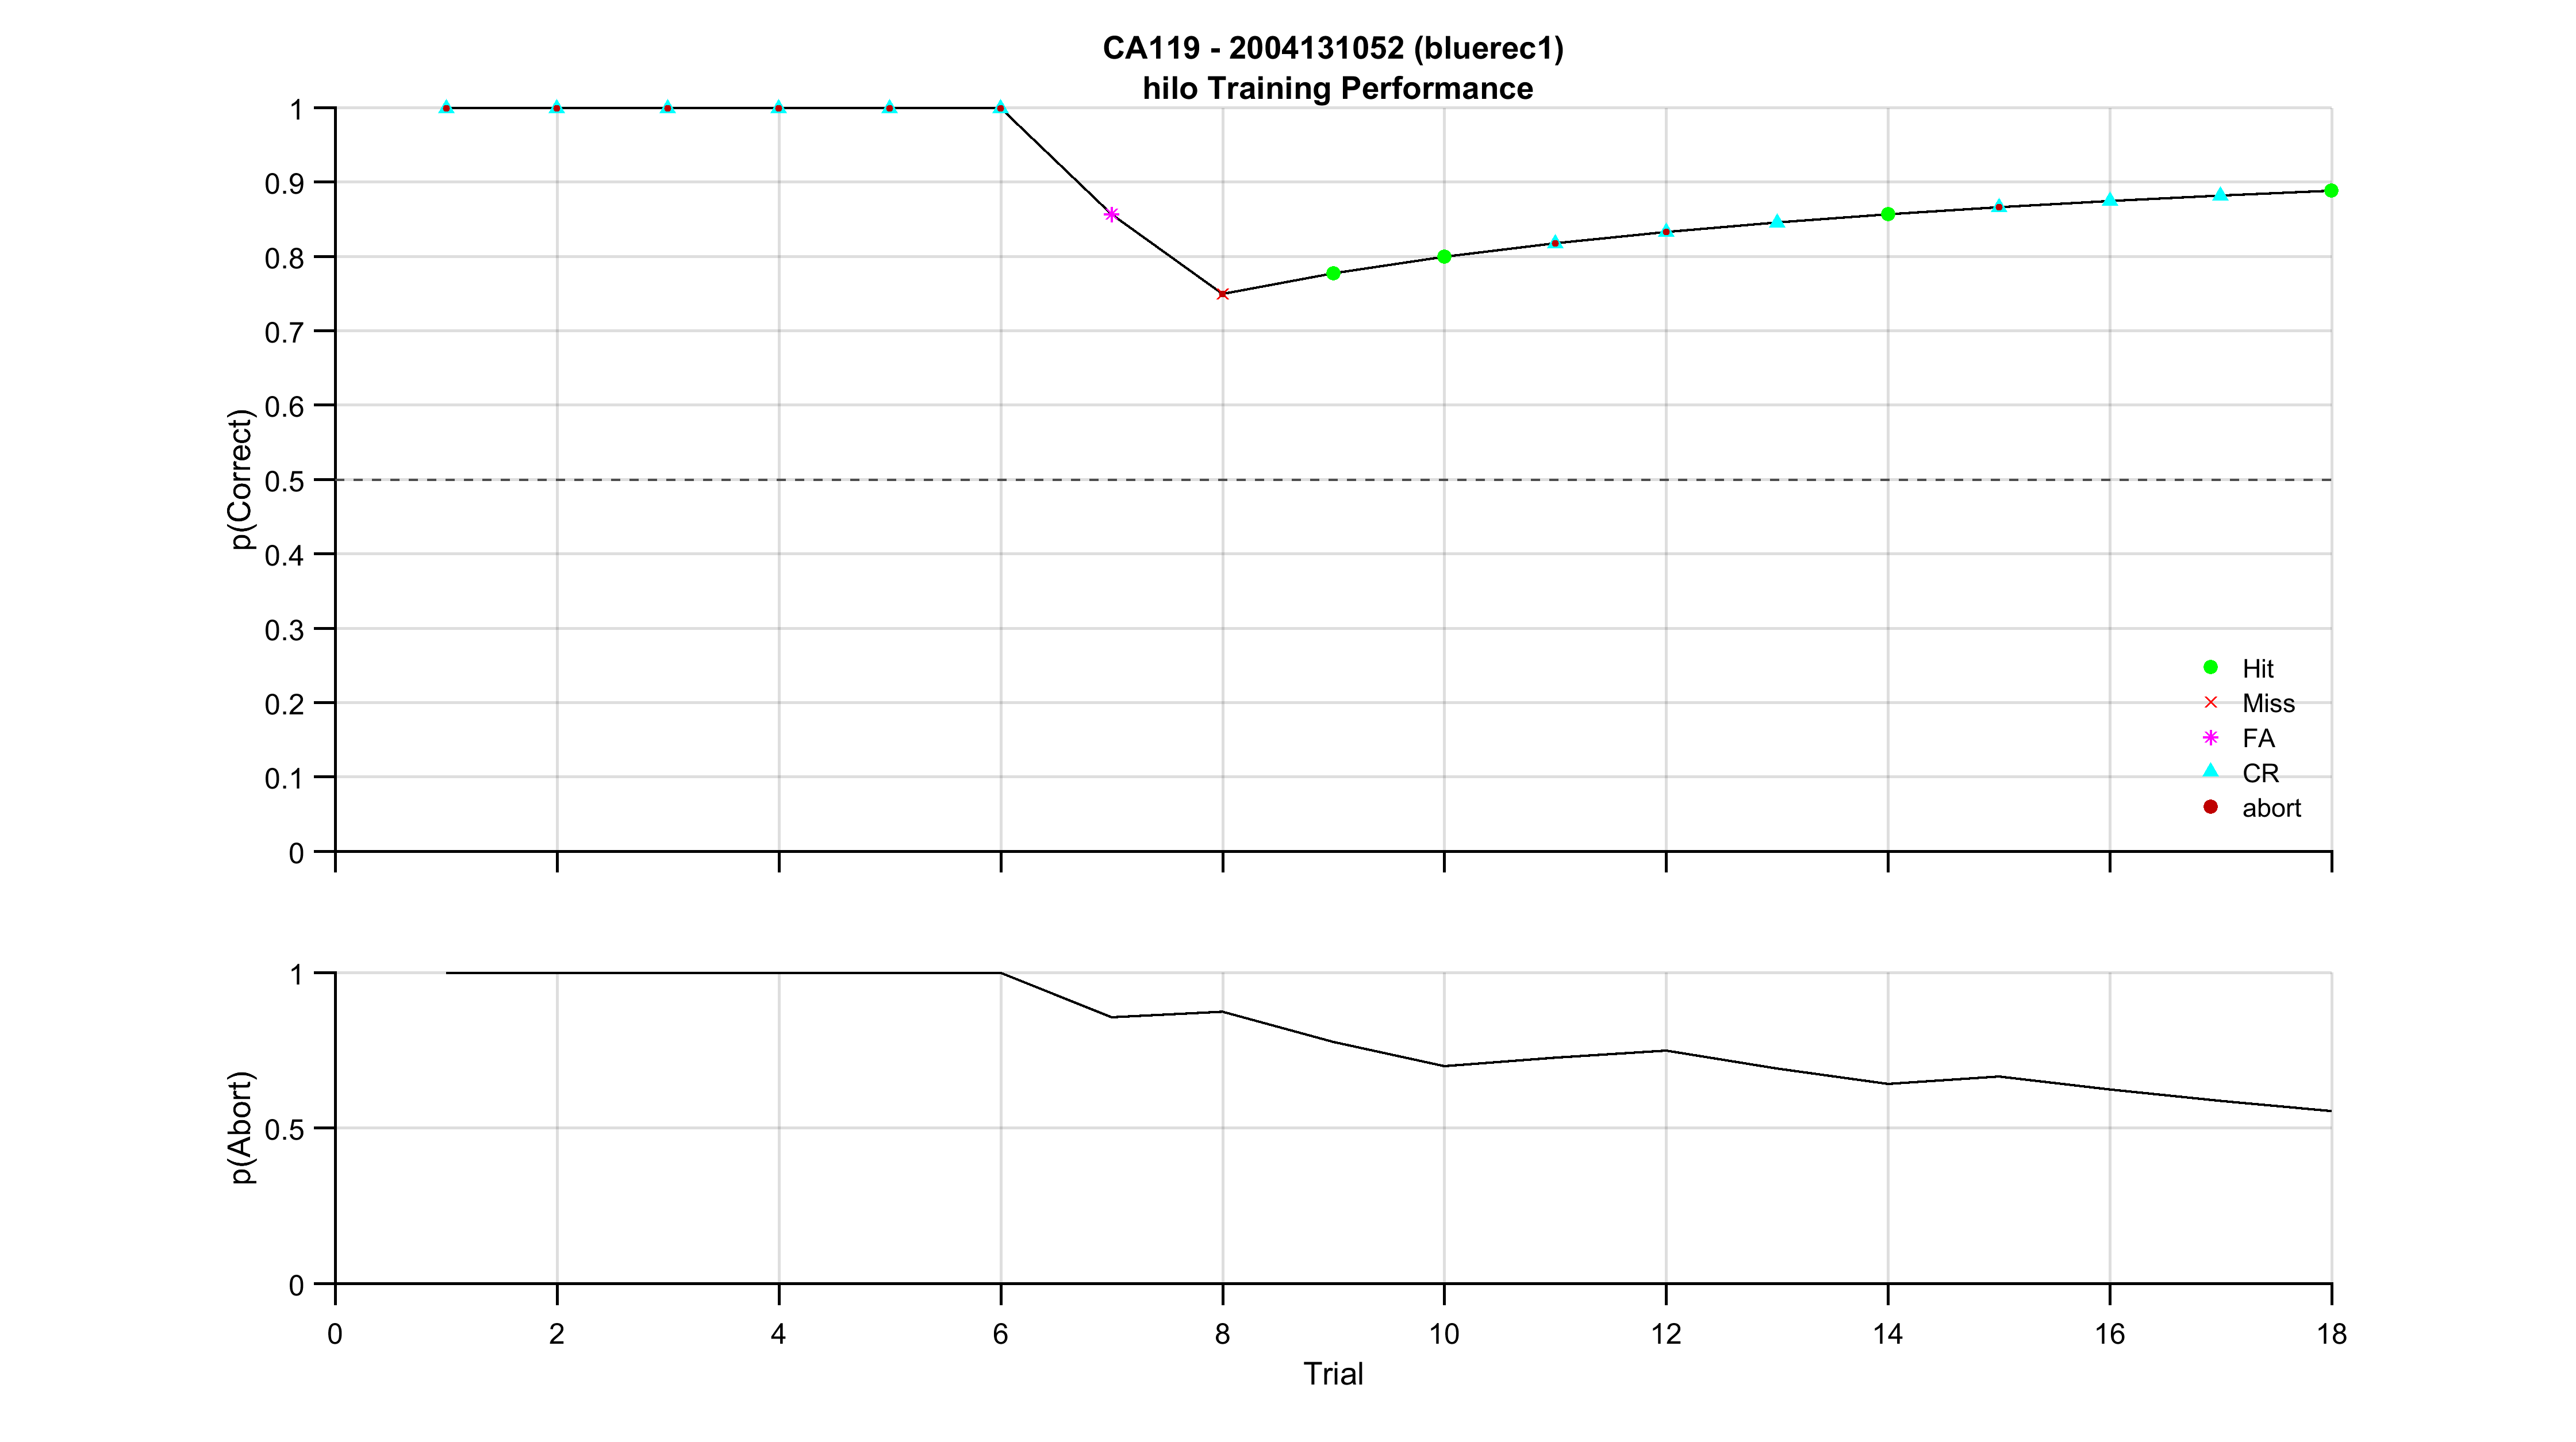 CA119 - 2004131052 (bluerec1)
hilo Training Performance
1
0.9
0.8
0.7
0.6
0.5
0.4
0.3
0.2
0.1
0
p(Correct)
Hit
Miss
FA
CR
abort
1
0.5
0
p(Abort)
0 2 4 6 8 10 12 14 16 18
Trial